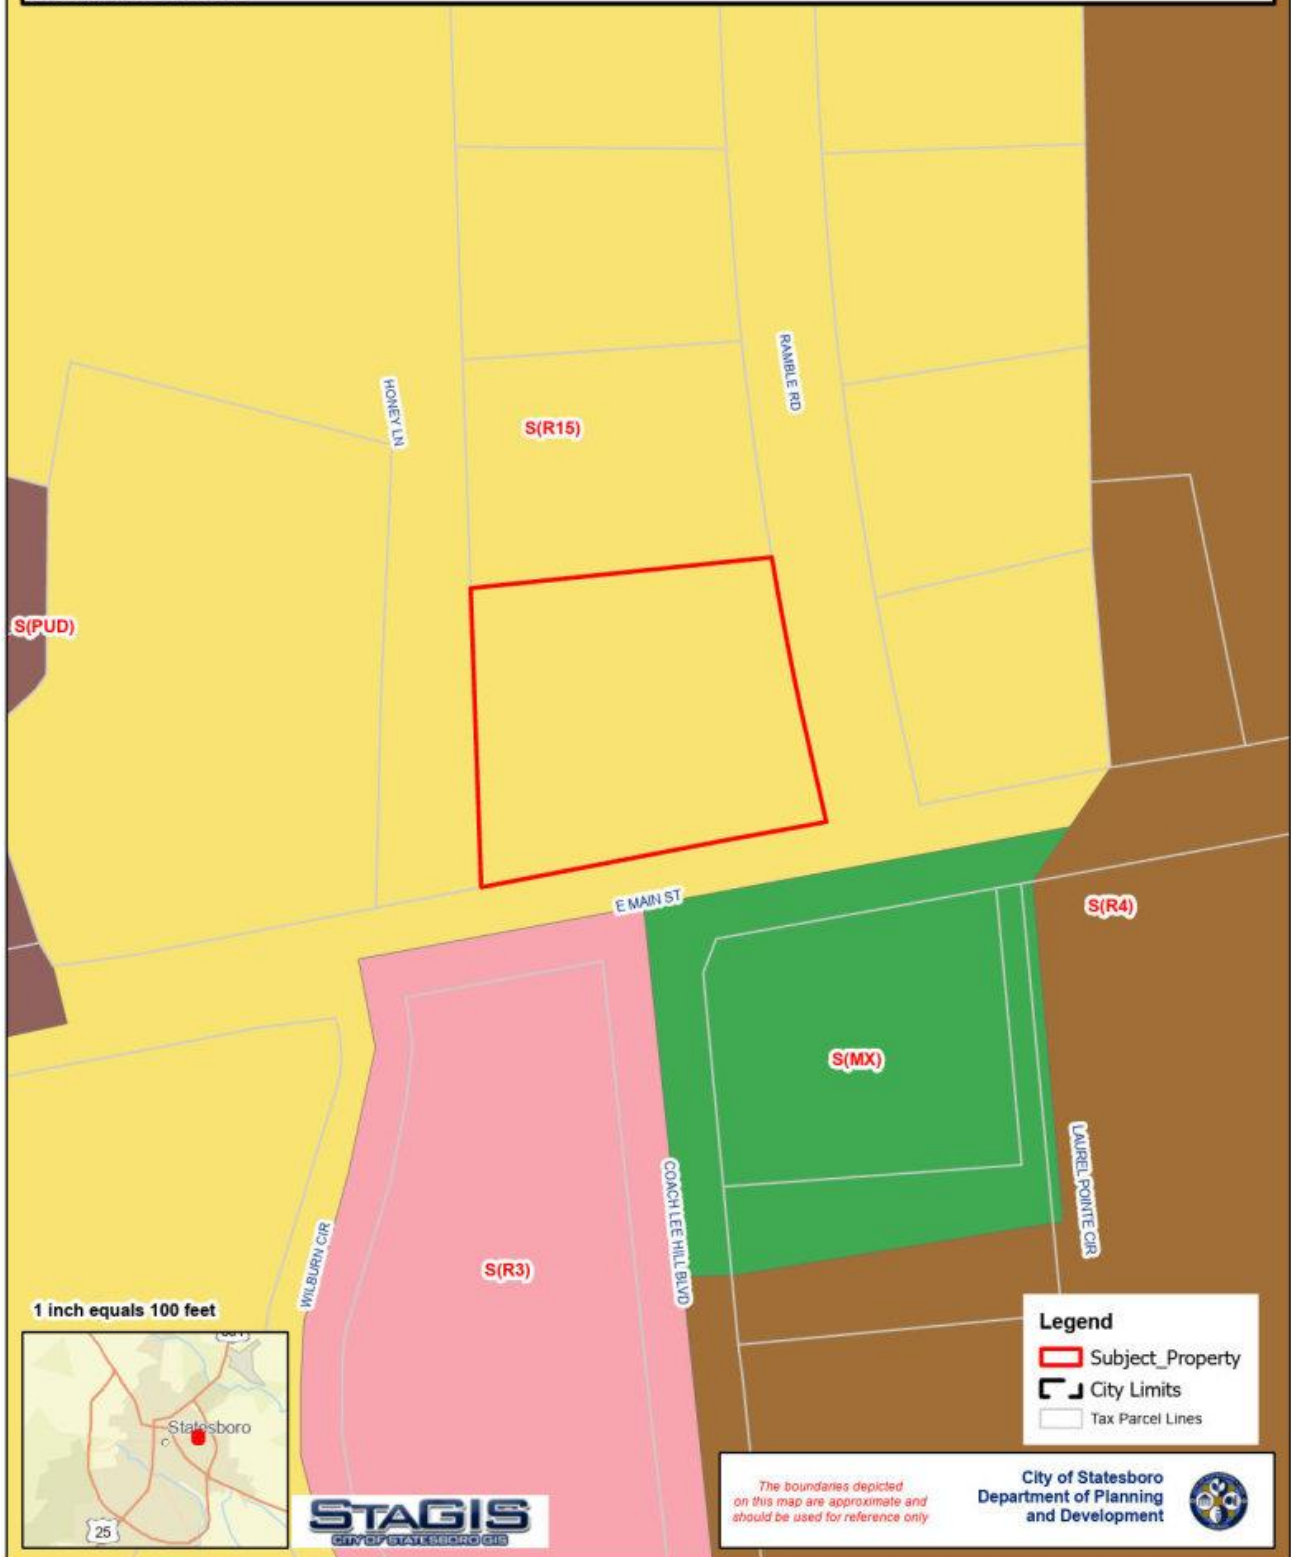 HONEY LN
RAMBLE RD
S(R15)
S(PUD)
E MAIN ST
S(R4)
S(MX)
COACH LEE HILL BLVD
LAUREL POINTE CIR
WILBURN CIR
S(R3)
1 inch equals 100 feet
Statesboro
25
STAGIS
CITY OF STATESBORO GIS
Legend
Subject_Property
City Limits
Tax Parcel Lines
The boundaries depicted
on this map are approximate and
should be used for reference only
City of Statesboro
Department of Planning
and Development